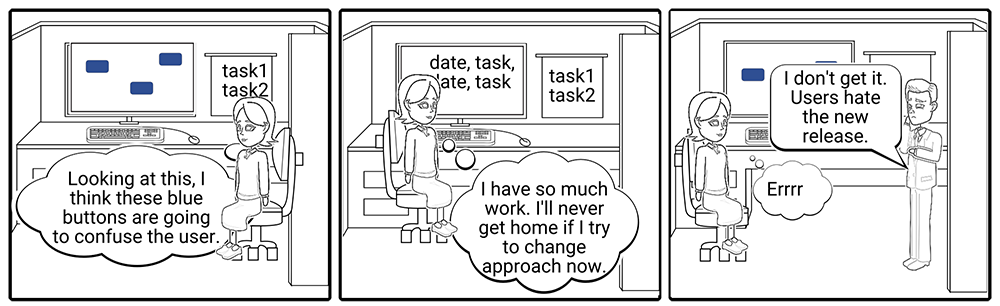 task1
task2
Looking at this, I
think these blue
buttons are going
to confuse the user.
date, task,
date, task
task1
task2
I have so much
work. I'll never
get home if I try
to change
approach now.
I don't get it.
Users hate
the new
release.
Errrr